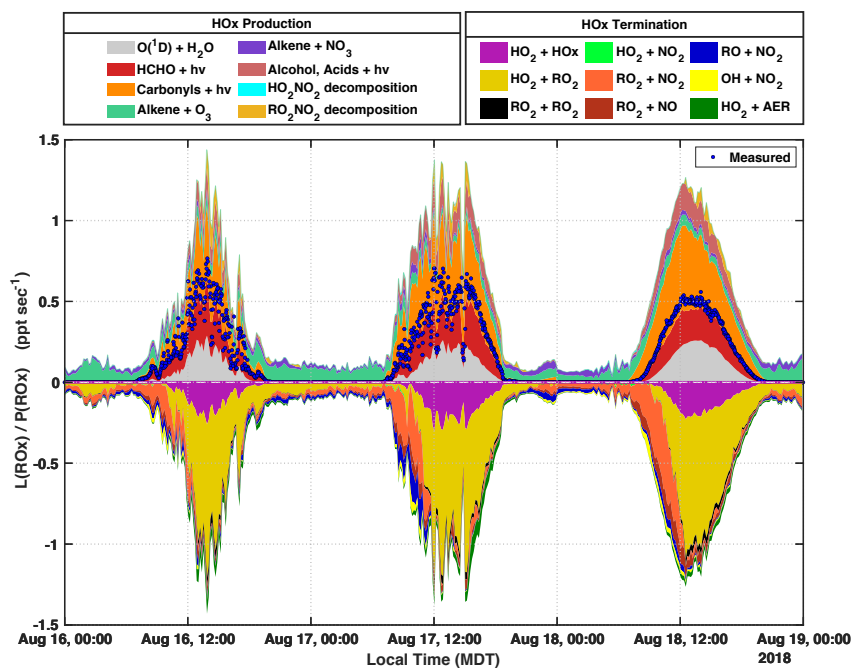 HOx Production
O(¹D) + H₂O
Alkene + NO₃
HCHO + hv
Alcohol, Acids + hv
Carbonyls + hv
HO₂NO₂ decomposition
Alkene + O₃
RO₂NO₂ decomposition
HOx Termination
HO₂ + HOx
HO₂ + NO₂
RO + NO₂
HO₂ + RO₂
RO₂ + NO₂
OH + NO₂
RO₂ + RO₂
RO₂ + NO
HO₂ + AER
Measured
L(ROx) / P(ROx) (ppt sec⁻¹)
1.5
1
0.5
0
-0.5
-1
-1.5
Aug 16, 00:00
Aug 16, 12:00
Aug 17, 00:00
Aug 17, 12:00
Aug 18, 00:00
Aug 18, 12:00
Aug 19, 00:00
2018
Local Time (MDT)